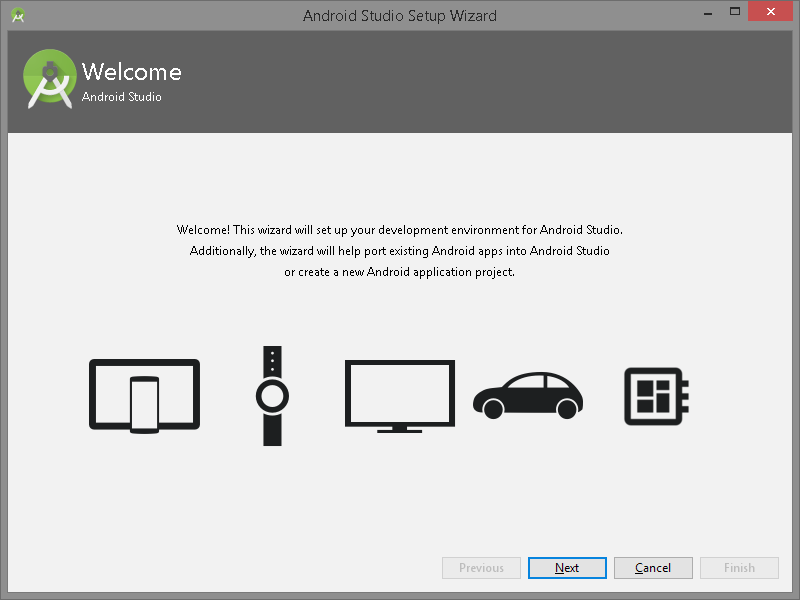 Android Studio Setup Wizard
Welcome
Android Studio
Welcome! This wizard will set up your development environment for Android Studio.
Additionally, the wizard will help port existing Android apps into Android Studio
or create a new Android application project.
Previous
Next
Cancel
Finish